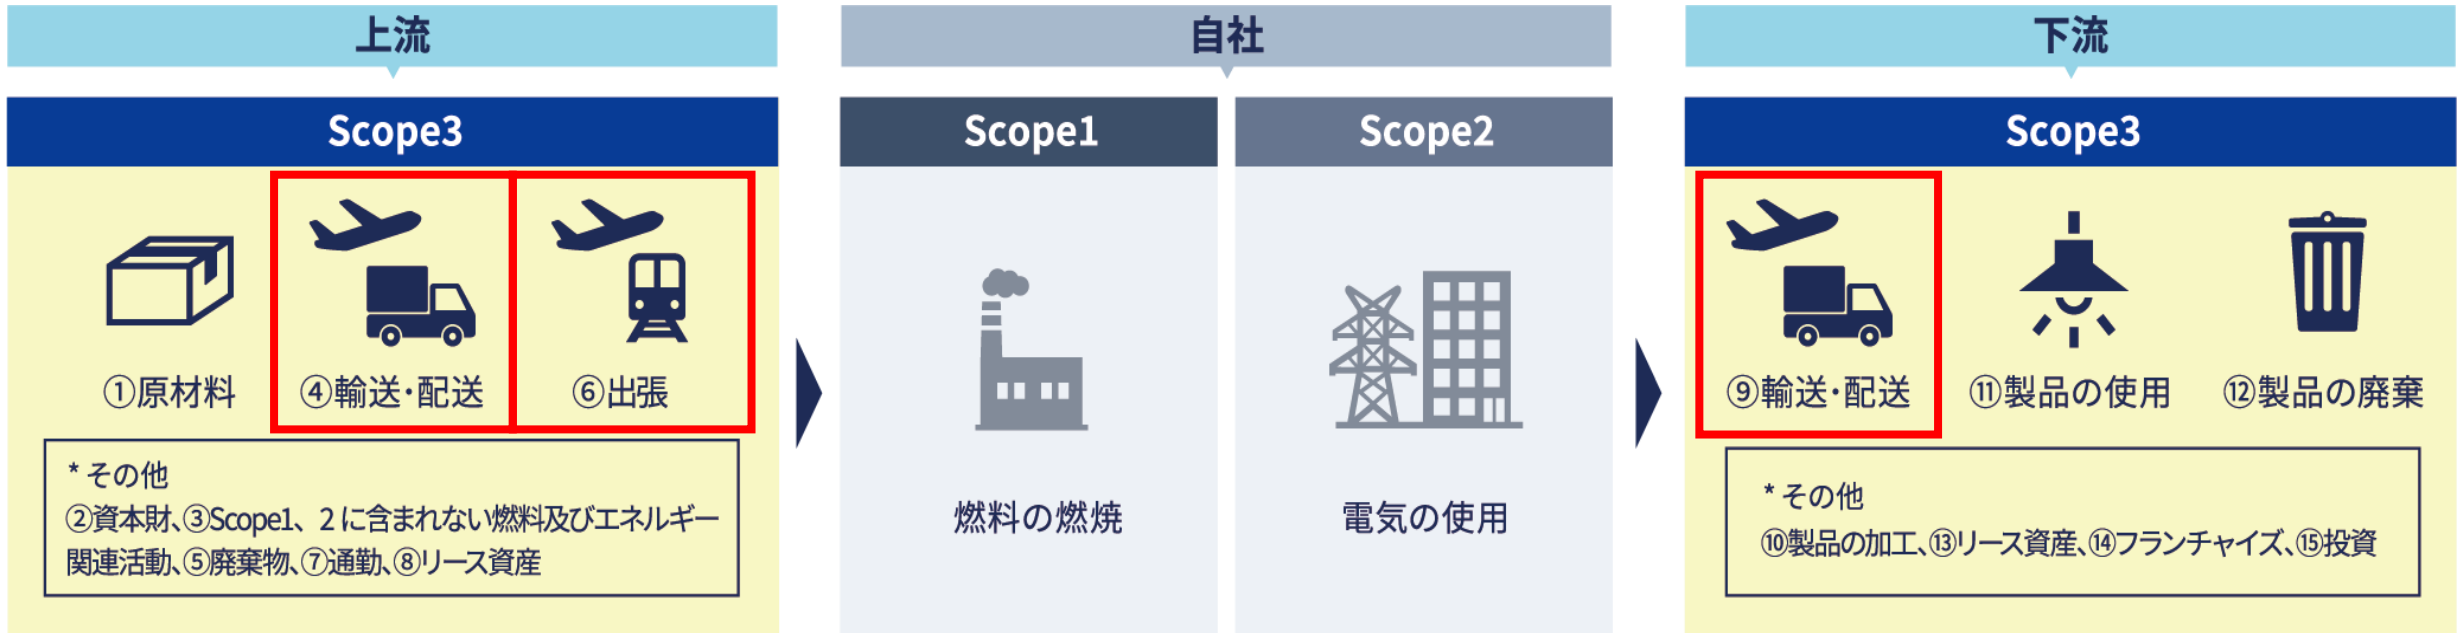 上流
Scope3
①原材料
④輸送・配送
⑥出張
* その他
②資本財、③Scope1、2に含まれない燃料及びエネルギー
関連活動、⑤廃棄物、⑦通勤、⑧リース資産
自社
Scope1
燃料の燃焼
Scope2
電気の使用
下流
Scope3
⑨輸送・配送
⑪製品の使用
⑫製品の廃棄
* その他
⑩製品の加工、⑬リース資産、⑭フランチャイズ、⑮投資